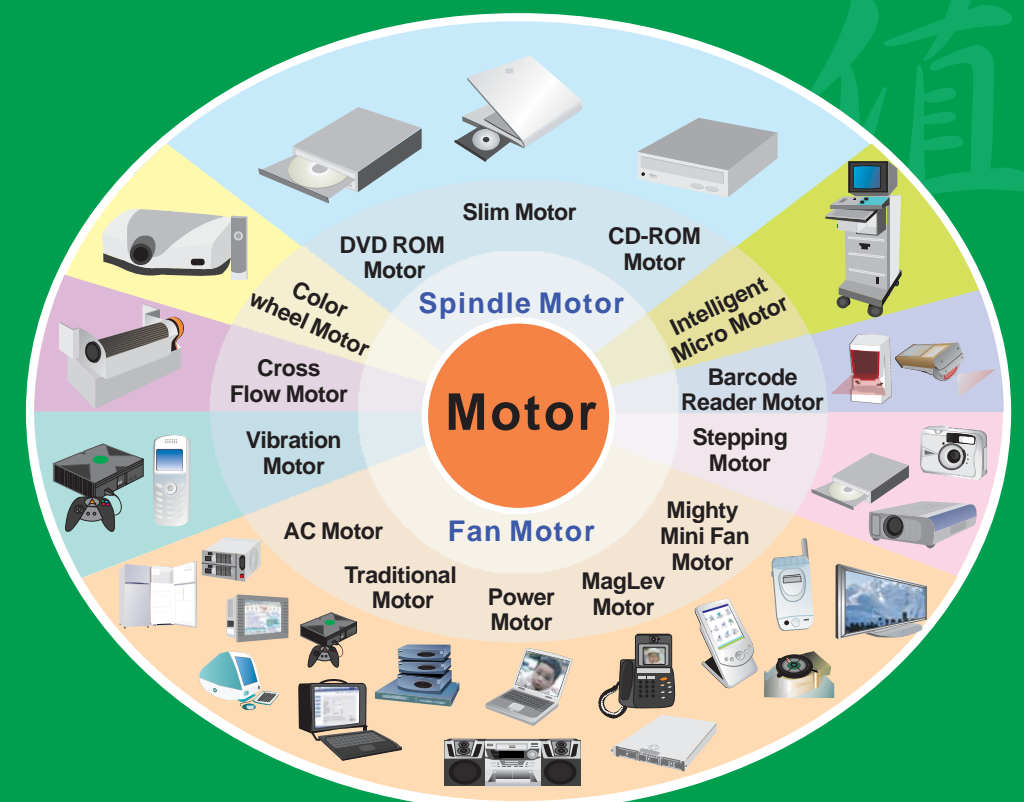 値
Slim Motor
DVD ROM
Motor
CD-ROM
Motor
Spindle Motor
Color
wheel Motor
Intelligent
Micro Motor
Cross
Flow Motor
Barcode
Reader Motor
Motor
Vibration
Motor
Stepping
Motor
AC Motor
Fan Motor
Mighty
Mini Fan
Motor
Traditional
Motor
Power
Motor
MagLev
Motor